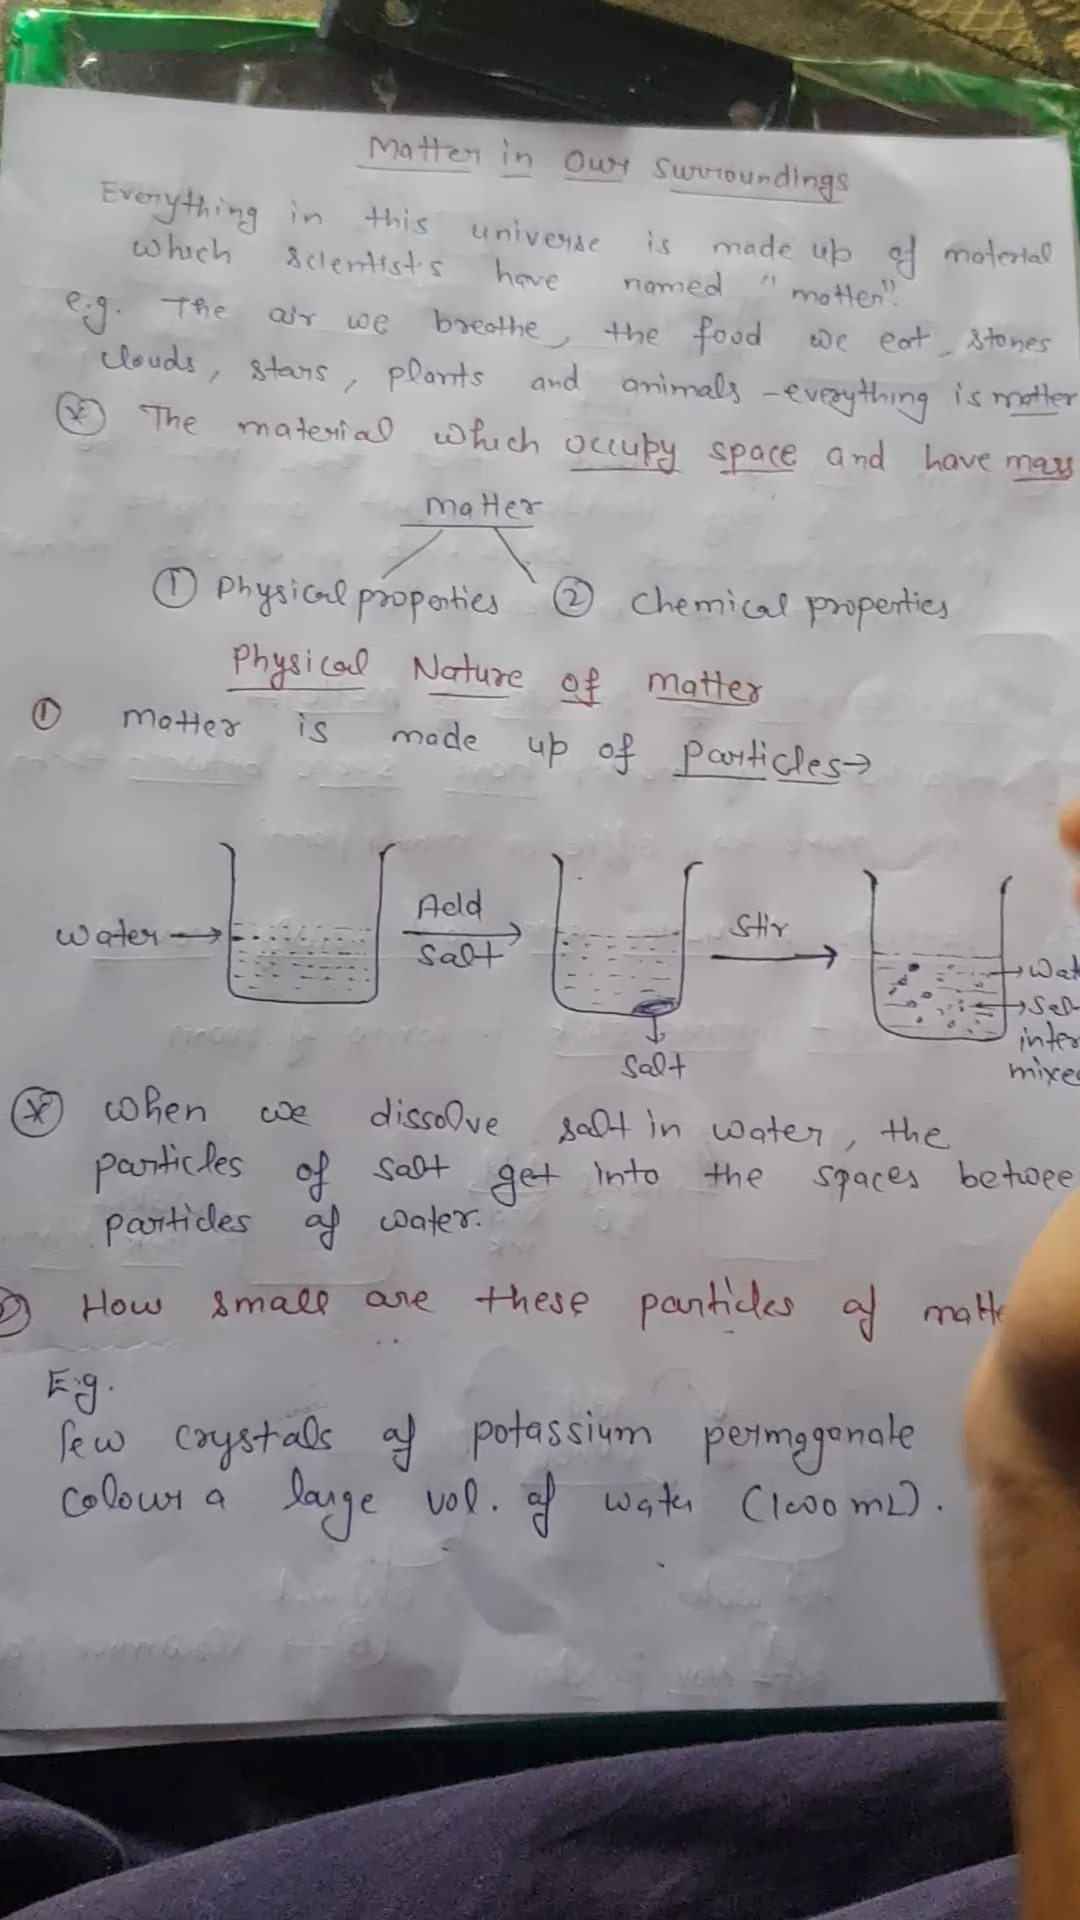 Matter in Our Surroundings
Everything in this universe is made up of material
which scientists have named "matter".
e.g. The air we breathe, the food we eat, stones
clouds, stars, plants and animals - everything is matter
The material which occupy space and have mass
Matter
① Physical properties ② Chemical properties
Physical Nature of Matter
① Matter is made up of particles→
Water → Add Salt → Stir →
Salt
inter
When we dissolve salt in water, the
particles of salt get into the spaces betwee
particles of water.
How small are these particles of matte
E.g.
few crystals of potassium permaganate
colour a large vol. of water (1000 mL).